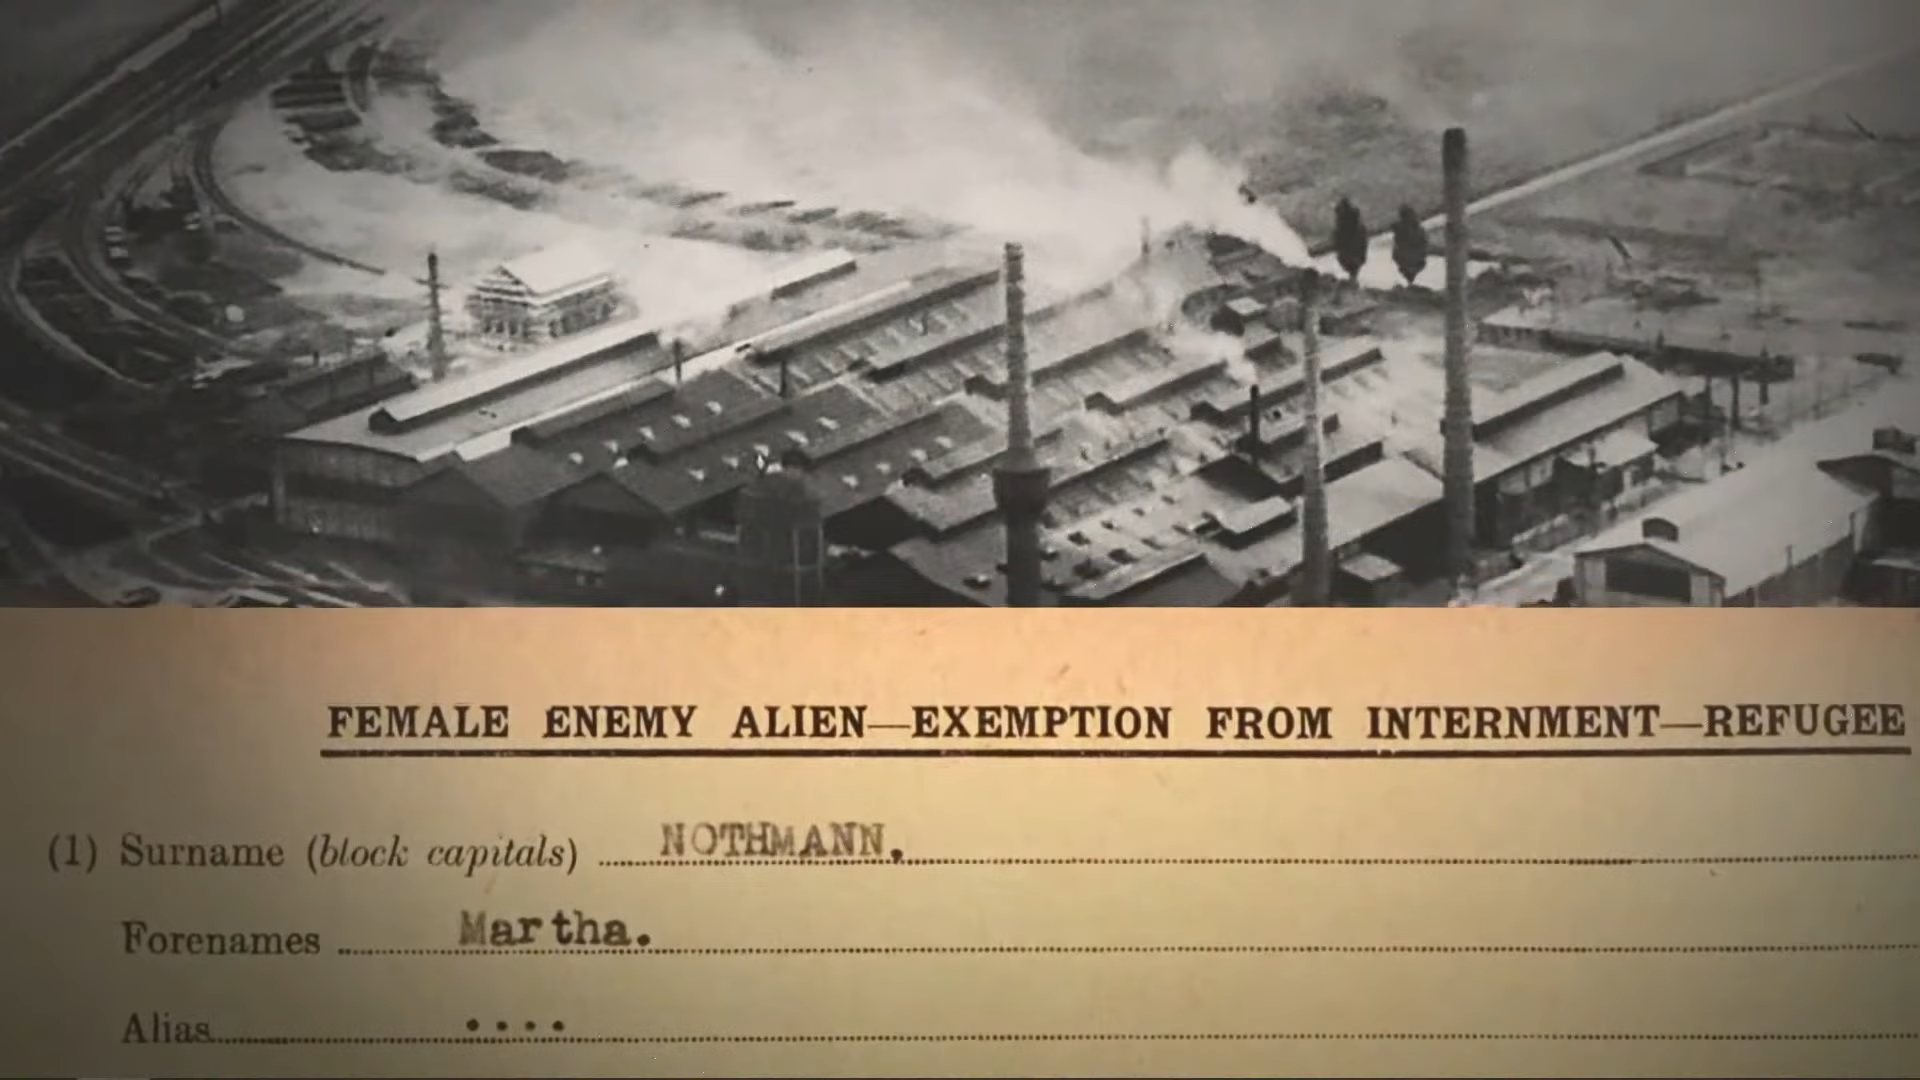 FEMALE ENEMY ALIEN—EXEMPTION FROM INTERNMENT—REFUGEE
(1) Surname (block capitals) NOTHMANN.
Forenames Martha.
Alias ....